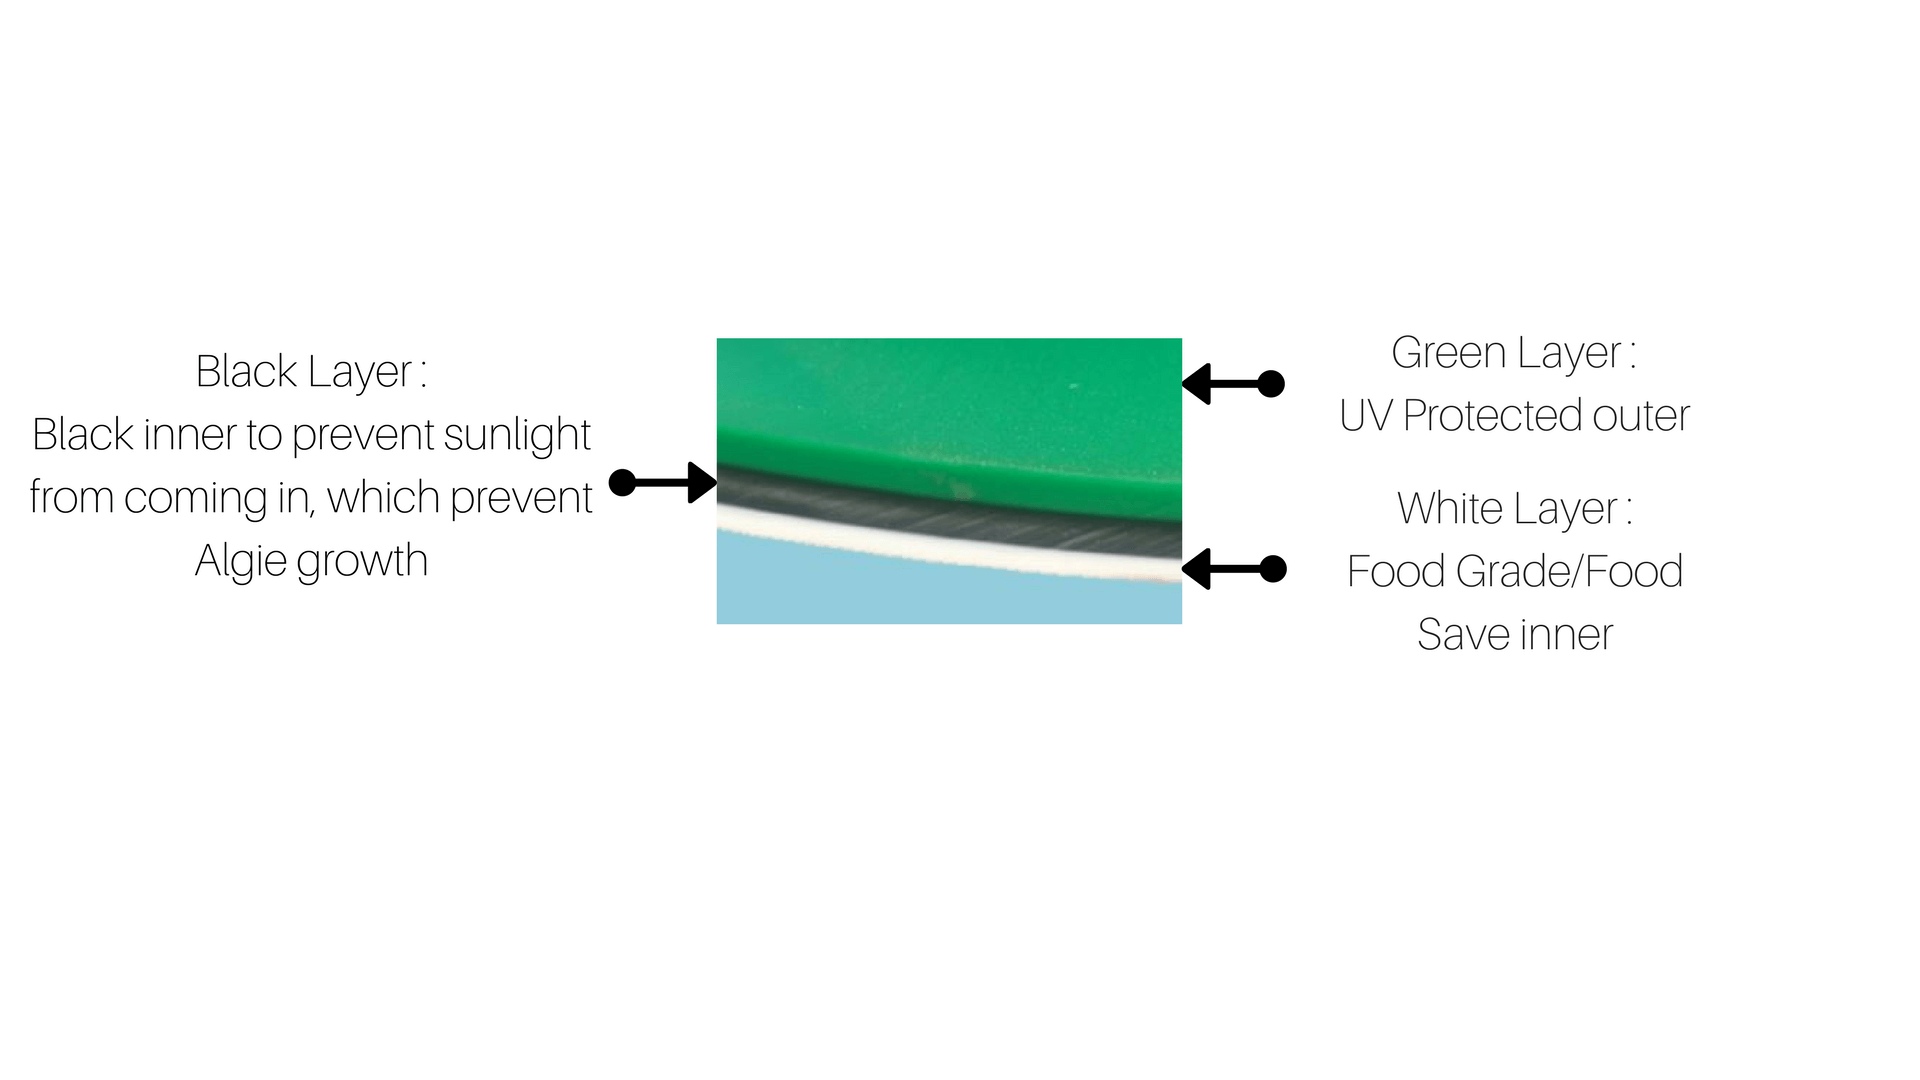 Black Layer :
Black inner to prevent sunlight
from coming in, which prevent
Algie growth
Green Layer :
UV Protected outer
White Layer :
Food Grade/Food
Save inner